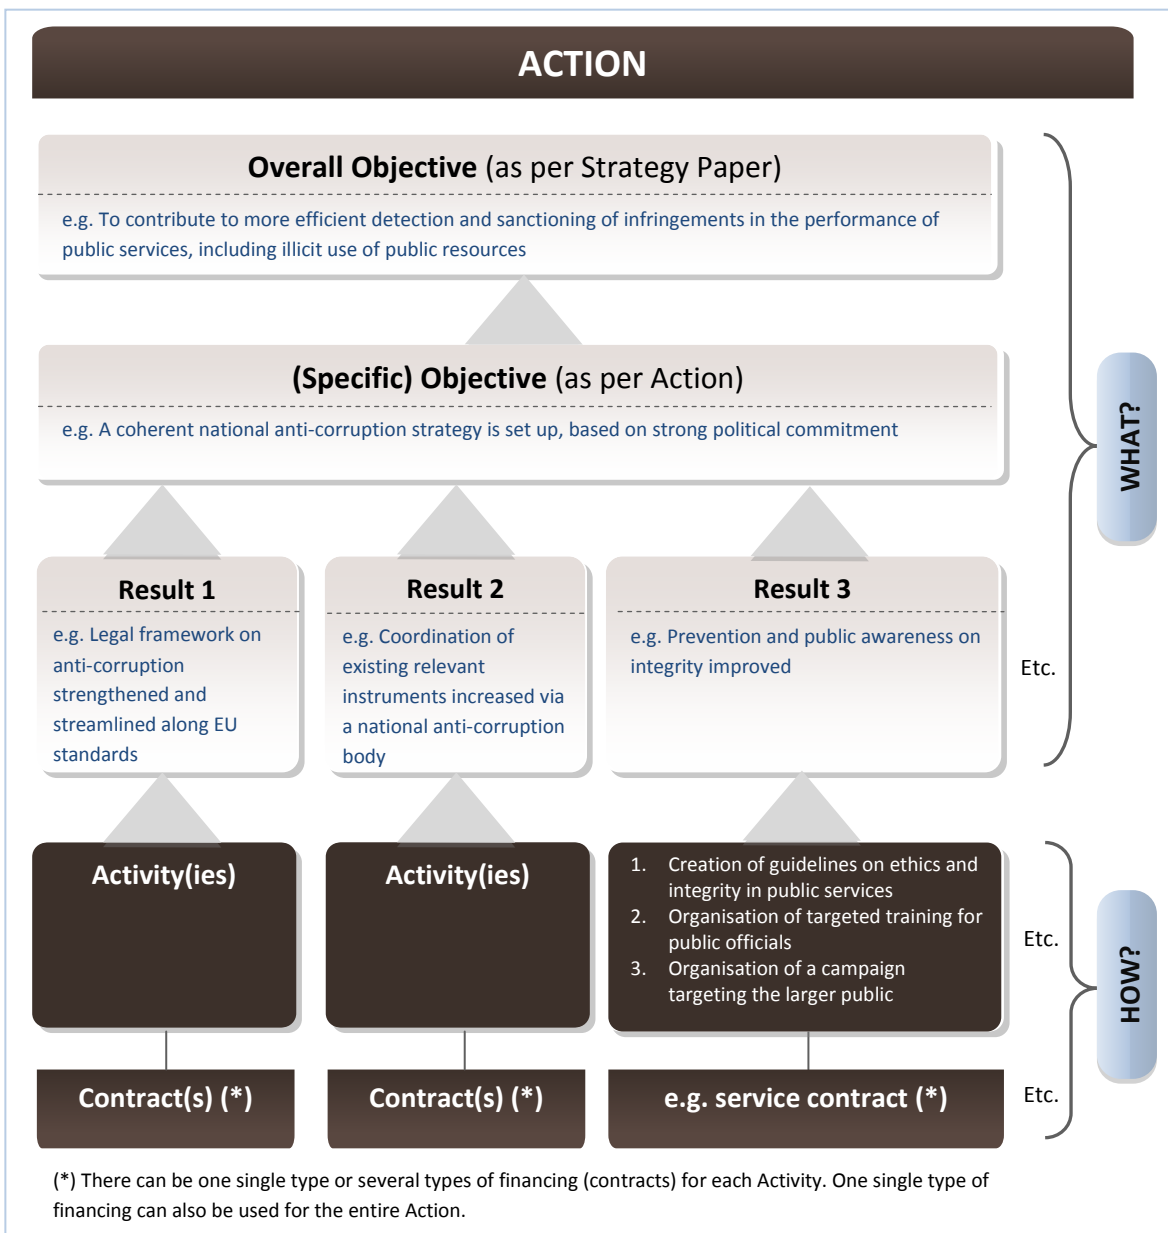 ACTION
Overall Objective (as per Strategy Paper)
e.g. To contribute to more efficient detection and sanctioning of infringements in the performance of
public services, including illicit use of public resources
(Specific) Objective (as per Action)
e.g. A coherent national anti-corruption strategy is set up, based on strong political commitment
WHAT?
Result 1
e.g. Legal framework on
anti-corruption
strengthened and
streamlined along EU
standards
Result 2
e.g. Coordination of
existing relevant
instruments increased via
a national anti-corruption
body
Result 3
e.g. Prevention and public awareness on
integrity improved
Etc.
Activity(ies)
Activity(ies)
1. Creation of guidelines on ethics and
integrity in public services
2. Organisation of targeted training for
public officials
3. Organisation of a campaign
targeting the larger public
Etc.
HOW?
Contract(s) (*)
Contract(s) (*)
e.g. service contract (*)
Etc.
(*) There can be one single type or several types of financing (contracts) for each Activity. One single type of
financing can also be used for the entire Action.